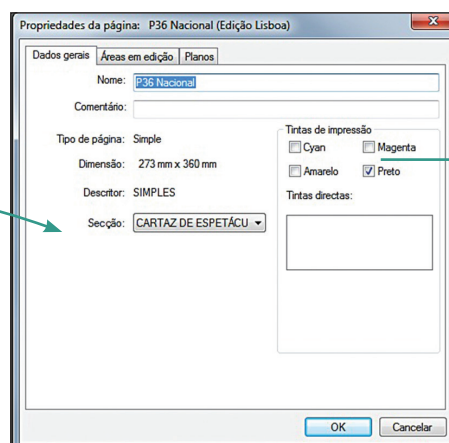 Propriedades da página: P36 Nacional (Edição Lisboa)
Dados gerais Áreas em edição Planos
Nome: P36 Nacional
Comentário:
Tipo de página: Simple
Dimensão: 273 mm x 360 mm
Descritor: SIMPLES
Secção: CARTAZ DE ESPETÁCU
Tintas de impressão
Cyan Magenta
Amarelo Preto
Tintas directas:
OK Cancelar